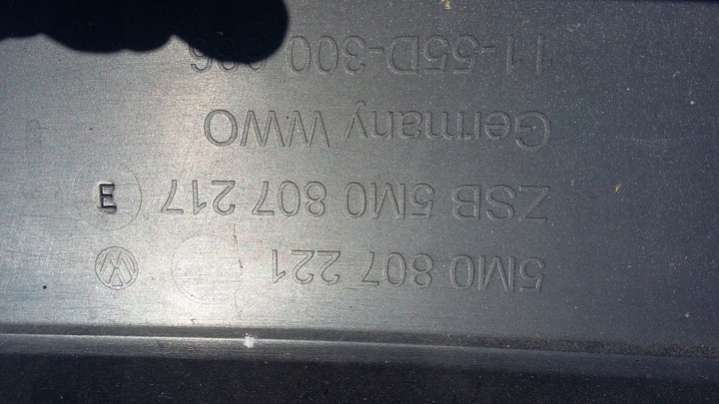 5M0 807 221
ZSB 5M0 807 217 E
Germany WWO
11-55D-300